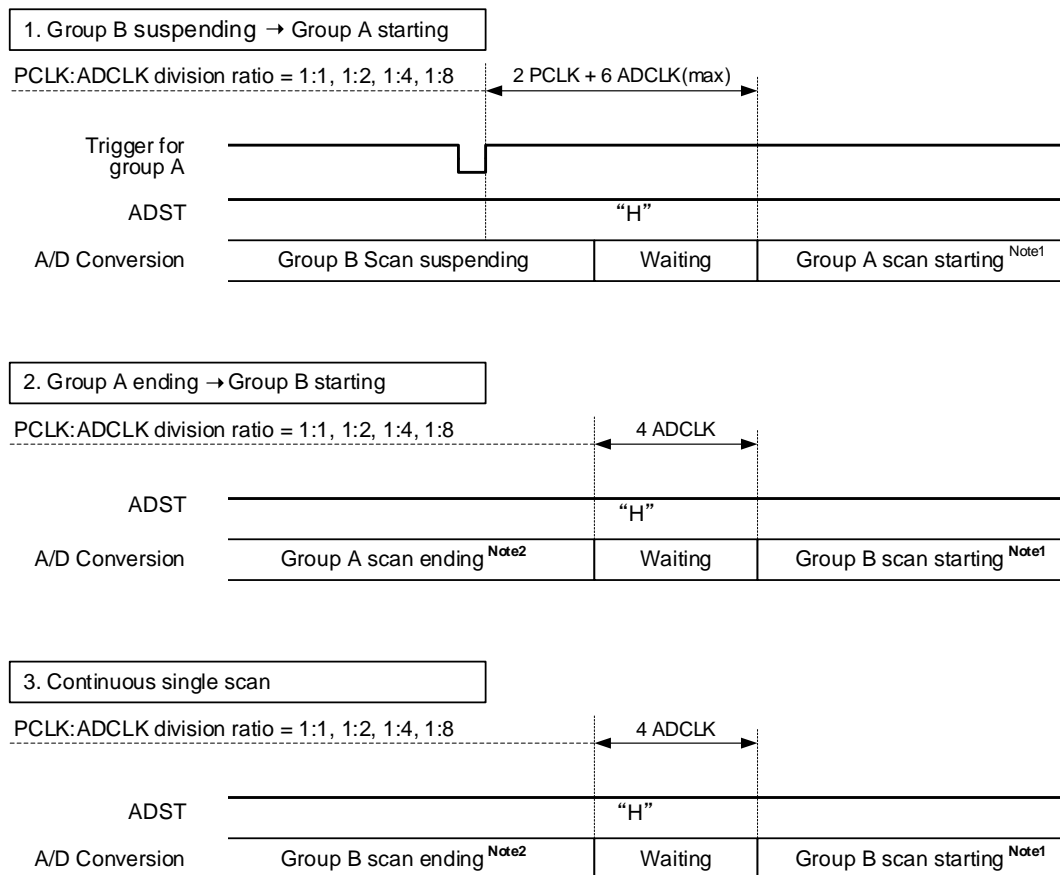 1. Group B suspending → Group A starting
PCLK:ADCLK division ratio = 1:1, 1:2, 1:4, 1:8
2 PCLK + 6 ADCLK(max)
Trigger for
group A
ADST
“H”
A/D Conversion
Group B Scan suspending
Waiting
Group A scan starting Note1
2. Group A ending → Group B starting
PCLK:ADCLK division ratio = 1:1, 1:2, 1:4, 1:8
4 ADCLK
ADST
“H”
A/D Conversion
Group A scan ending Note2
Waiting
Group B scan starting Note1
3. Continuous single scan
PCLK:ADCLK division ratio = 1:1, 1:2, 1:4, 1:8
4 ADCLK
ADST
“H”
A/D Conversion
Group B scan ending Note2
Waiting
Group B scan starting Note1